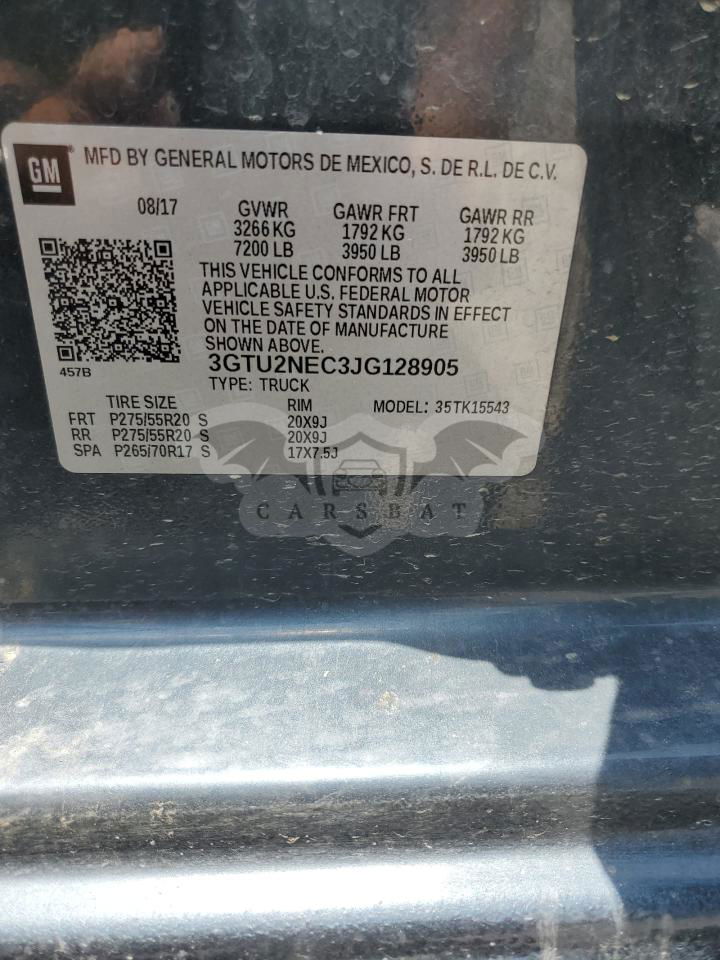 GM
MFD BY GENERAL MOTORS DE MEXICO, S. DE R.L. DE C.V.
08/17 GVWR GAWR FRT GAWR RR
3266 KG 1792 KG 1792 KG
7200 LB 3950 LB 3950 LB
THIS VEHICLE CONFORMS TO ALL
APPLICABLE U.S. FEDERAL MOTOR
VEHICLE SAFETY STANDARDS IN EFFECT
ON THE DATE OF MANUFACTURE
SHOWN ABOVE.
3GTU2NEC3JG128905
457B
TYPE: TRUCK
TIRE SIZE RIM MODEL: 35TK15543
FRT P275/55R20 S 20X9J
RR P275/55R20 S 20X9J
SPA P265/70R17 S 17X7.5J
CARSBAT